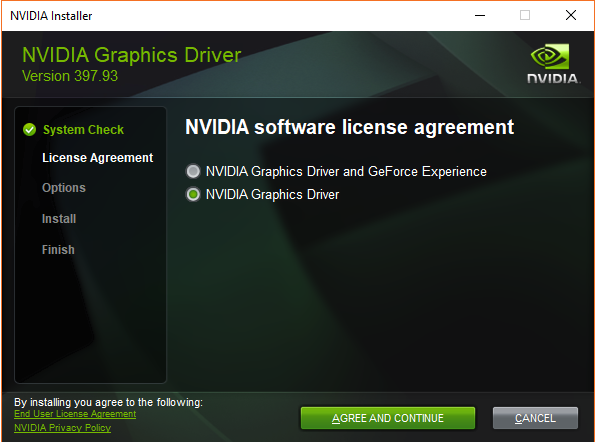 NVIDIA Installer
NVIDIA Graphics Driver
Version 397.93
NVIDIA.
System Check
License Agreement
Options
Install
Finish
NVIDIA software license agreement
NVIDIA Graphics Driver and GeForce Experience
NVIDIA Graphics Driver
By installing you agree to the following:
End User License Agreement
NVIDIA Privacy Policy
AGREE AND CONTINUE
CANCEL